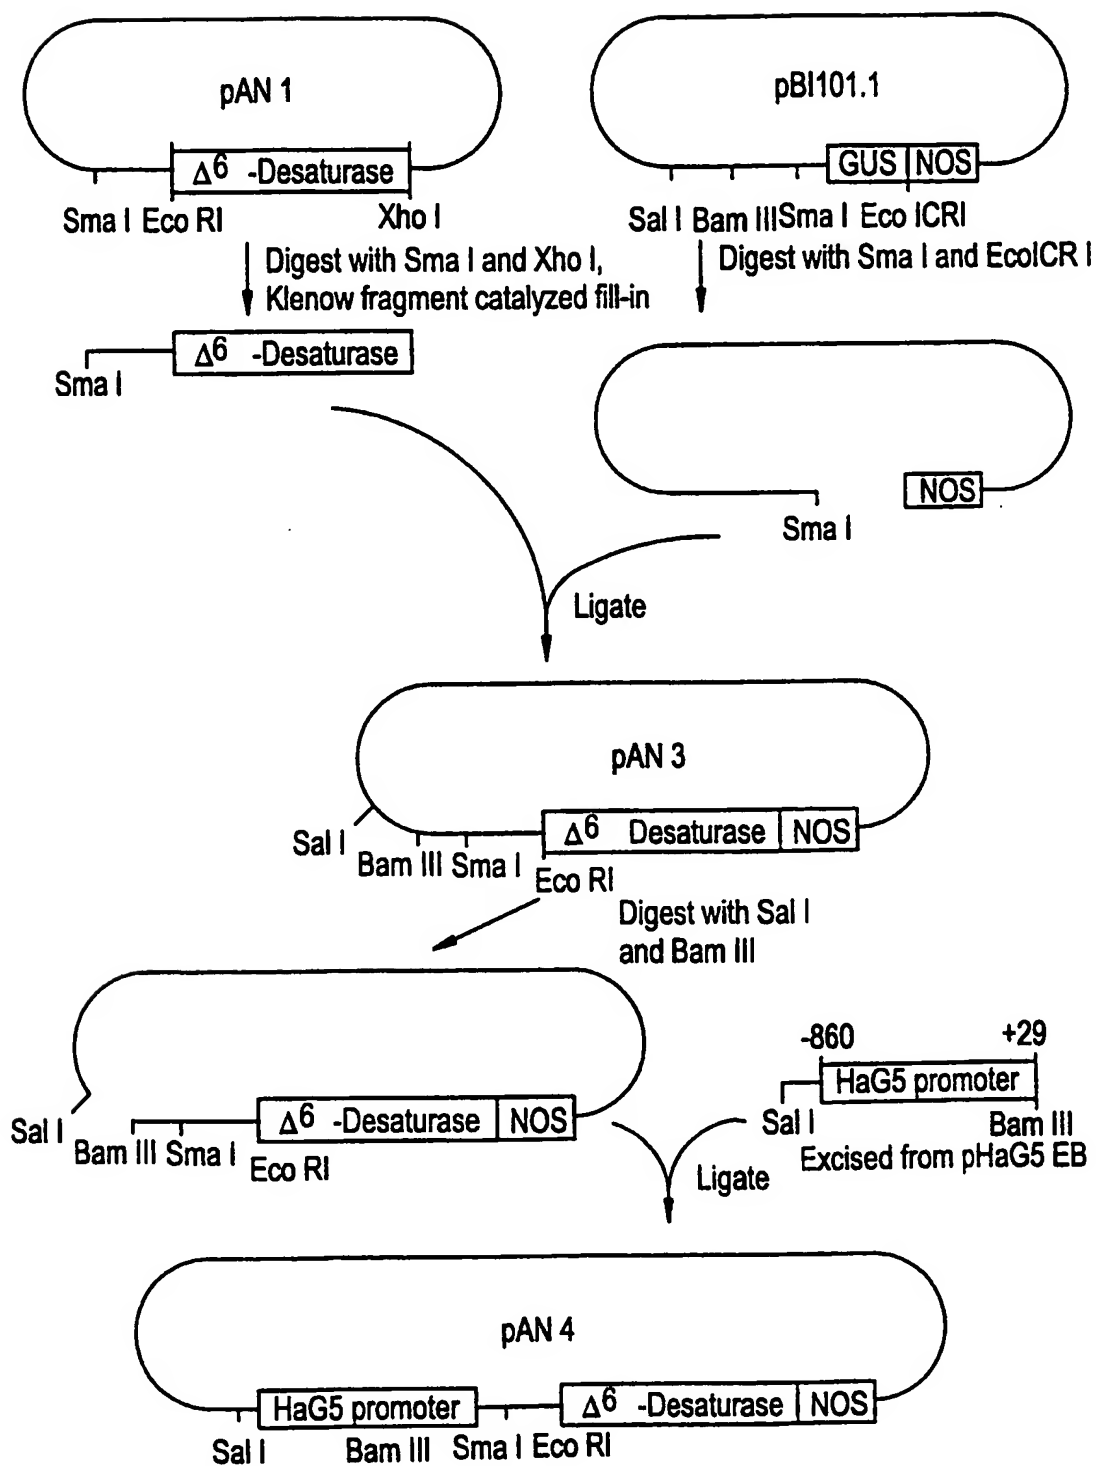 pAN 1
Δ6 -Desaturase
Sma I Eco RI Xho I
Digest with Sma I and Xho I,
Klenow fragment catalyzed fill-in
Δ6 -Desaturase
Sma I
pBI101.1
GUS NOS
Sal I Bam III Sma I Eco ICRI
Digest with Sma I and EcoICR I
NOS
Sma I
Ligate
pAN 3
Δ6 Desaturase NOS
Sal I
Bam III Sma I
Eco RI
Digest with Sal I
and Bam III
Δ6 -Desaturase NOS
Sal I
Bam III Sma I
Eco RI
-860 +29
HaG5 promoter
Sal I Bam III
Excised from pHaG5 EB
Ligate
pAN 4
HaG5 promoter Δ6 -Desaturase NOS
Sal I Bam III Sma I Eco RI